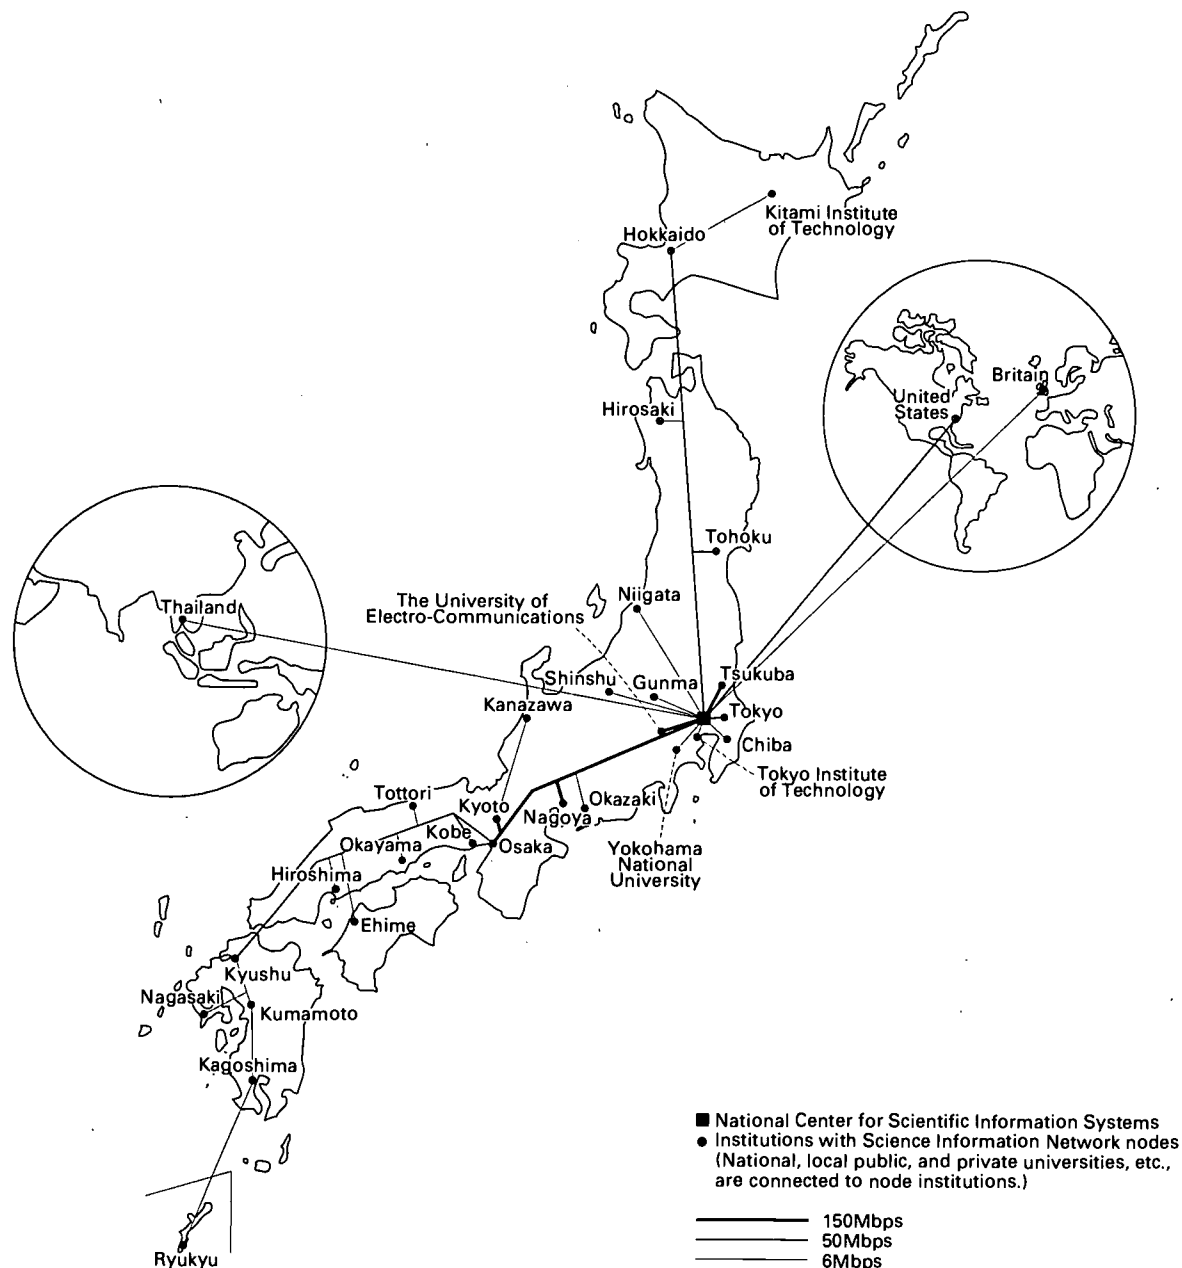 Kitami Institute
of Technology
Hokkaido
Britain
United
States
Hirosaki
Tohoku
Thailand
The University of
Electro-Communications
Niigata
Shinshu
Gunma
Tsukuba
Kanazawa
Tokyo
Chiba
Tokyo Institute
of Technology
Tottori
Kyoto
Okazaki
Nagoya
Kobe
Okayama
Osaka
Yokohama
National
University
Hiroshima
Ehime
Kyushu
Nagasaki
Kumamoto
Kagoshima
Ryukyu
National Center for Scientific Information Systems
Institutions with Science Information Network nodes
(National, local public, and private universities, etc.,
are connected to node institutions.)
150Mbps
50Mbps
6Mbps